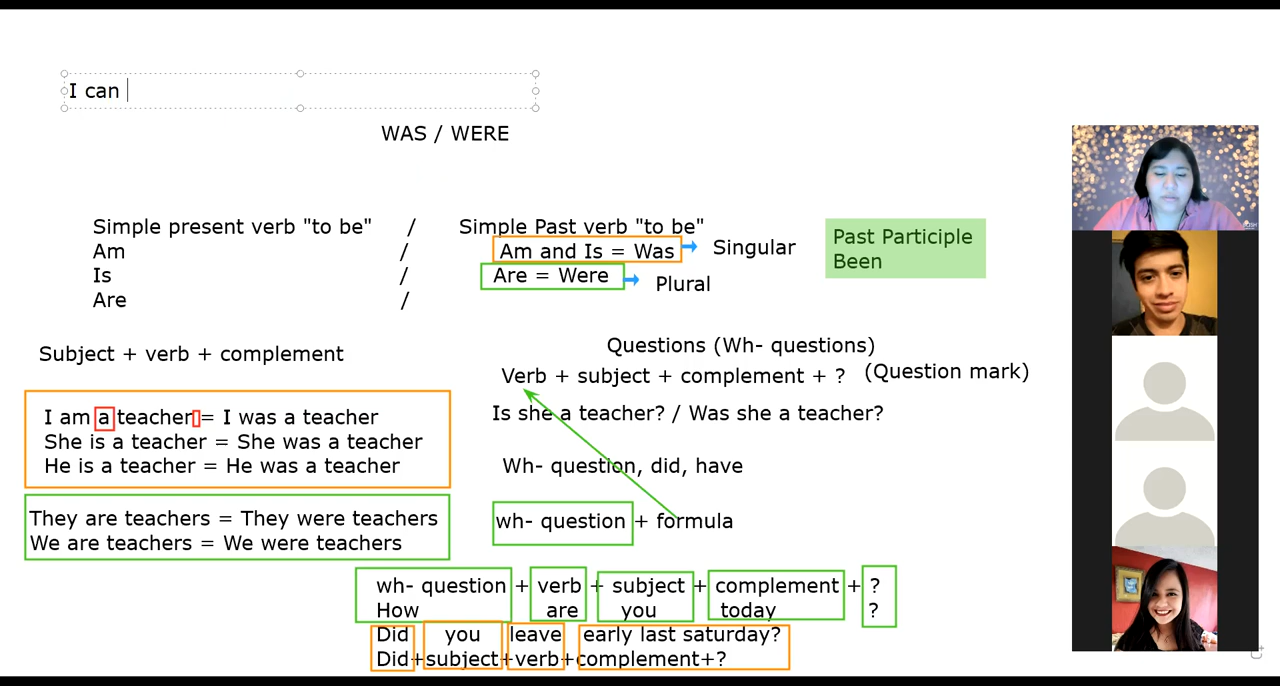 I can
WAS / WERE
Simple present verb "to be" / Simple Past verb "to be"
Am / Am and Is = Was Singular
Is / Are = Were Plural
Are /
Past Participle
Been
Subject + verb + complement
I am a teacher = I was a teacher
She is a teacher = She was a teacher
He is a teacher = He was a teacher
They are teachers = They were teachers
We are teachers = We were teachers
Questions (Wh- questions)
Verb + subject + complement + ? (Question mark)
Is she a teacher? / Was she a teacher?
Wh- question, did, have
wh- question + formula
wh- question + verb + subject + complement + ?
How are you today ?
Did you leave early last saturday?
Did+subject+verb+complement+?